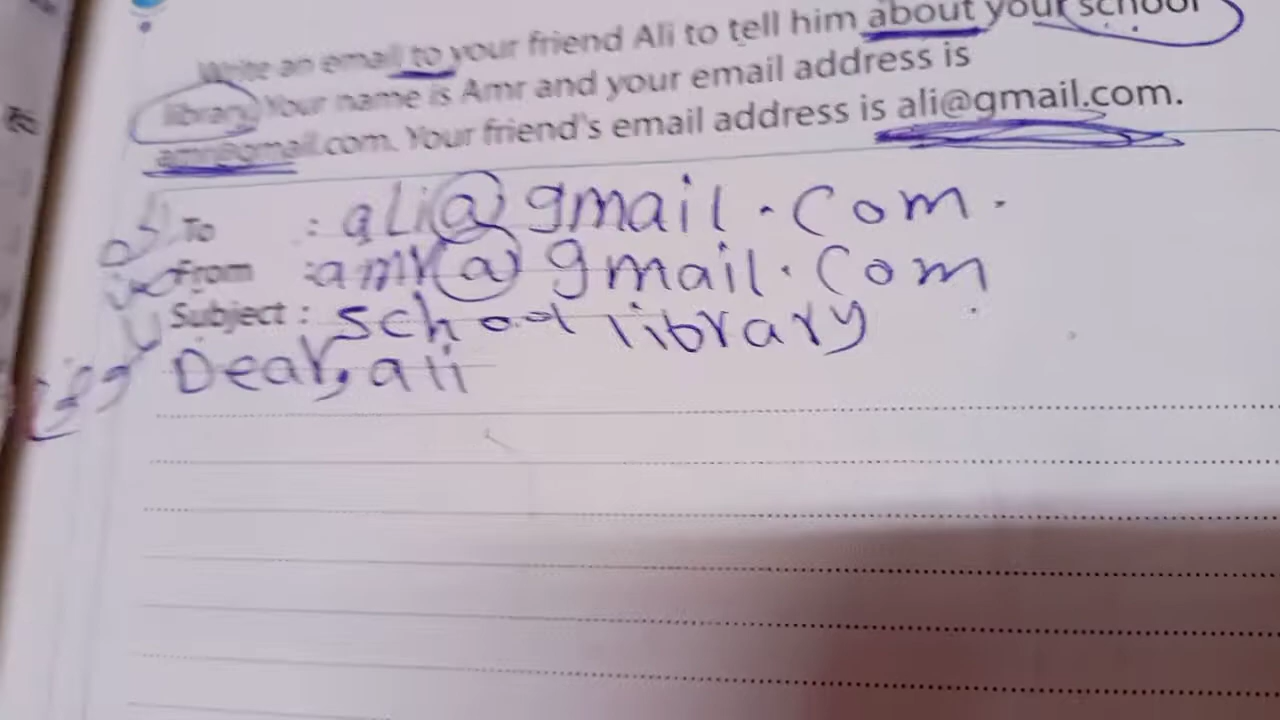 Write an email to your friend Ali to tell him about your school
library. Your name is Amr and your email address is
amr@gmail.com. Your friend's email address is ali@gmail.com.
To : ali@gmail.com.
From : amr@gmail.com
Subject : school library
Dear, ali